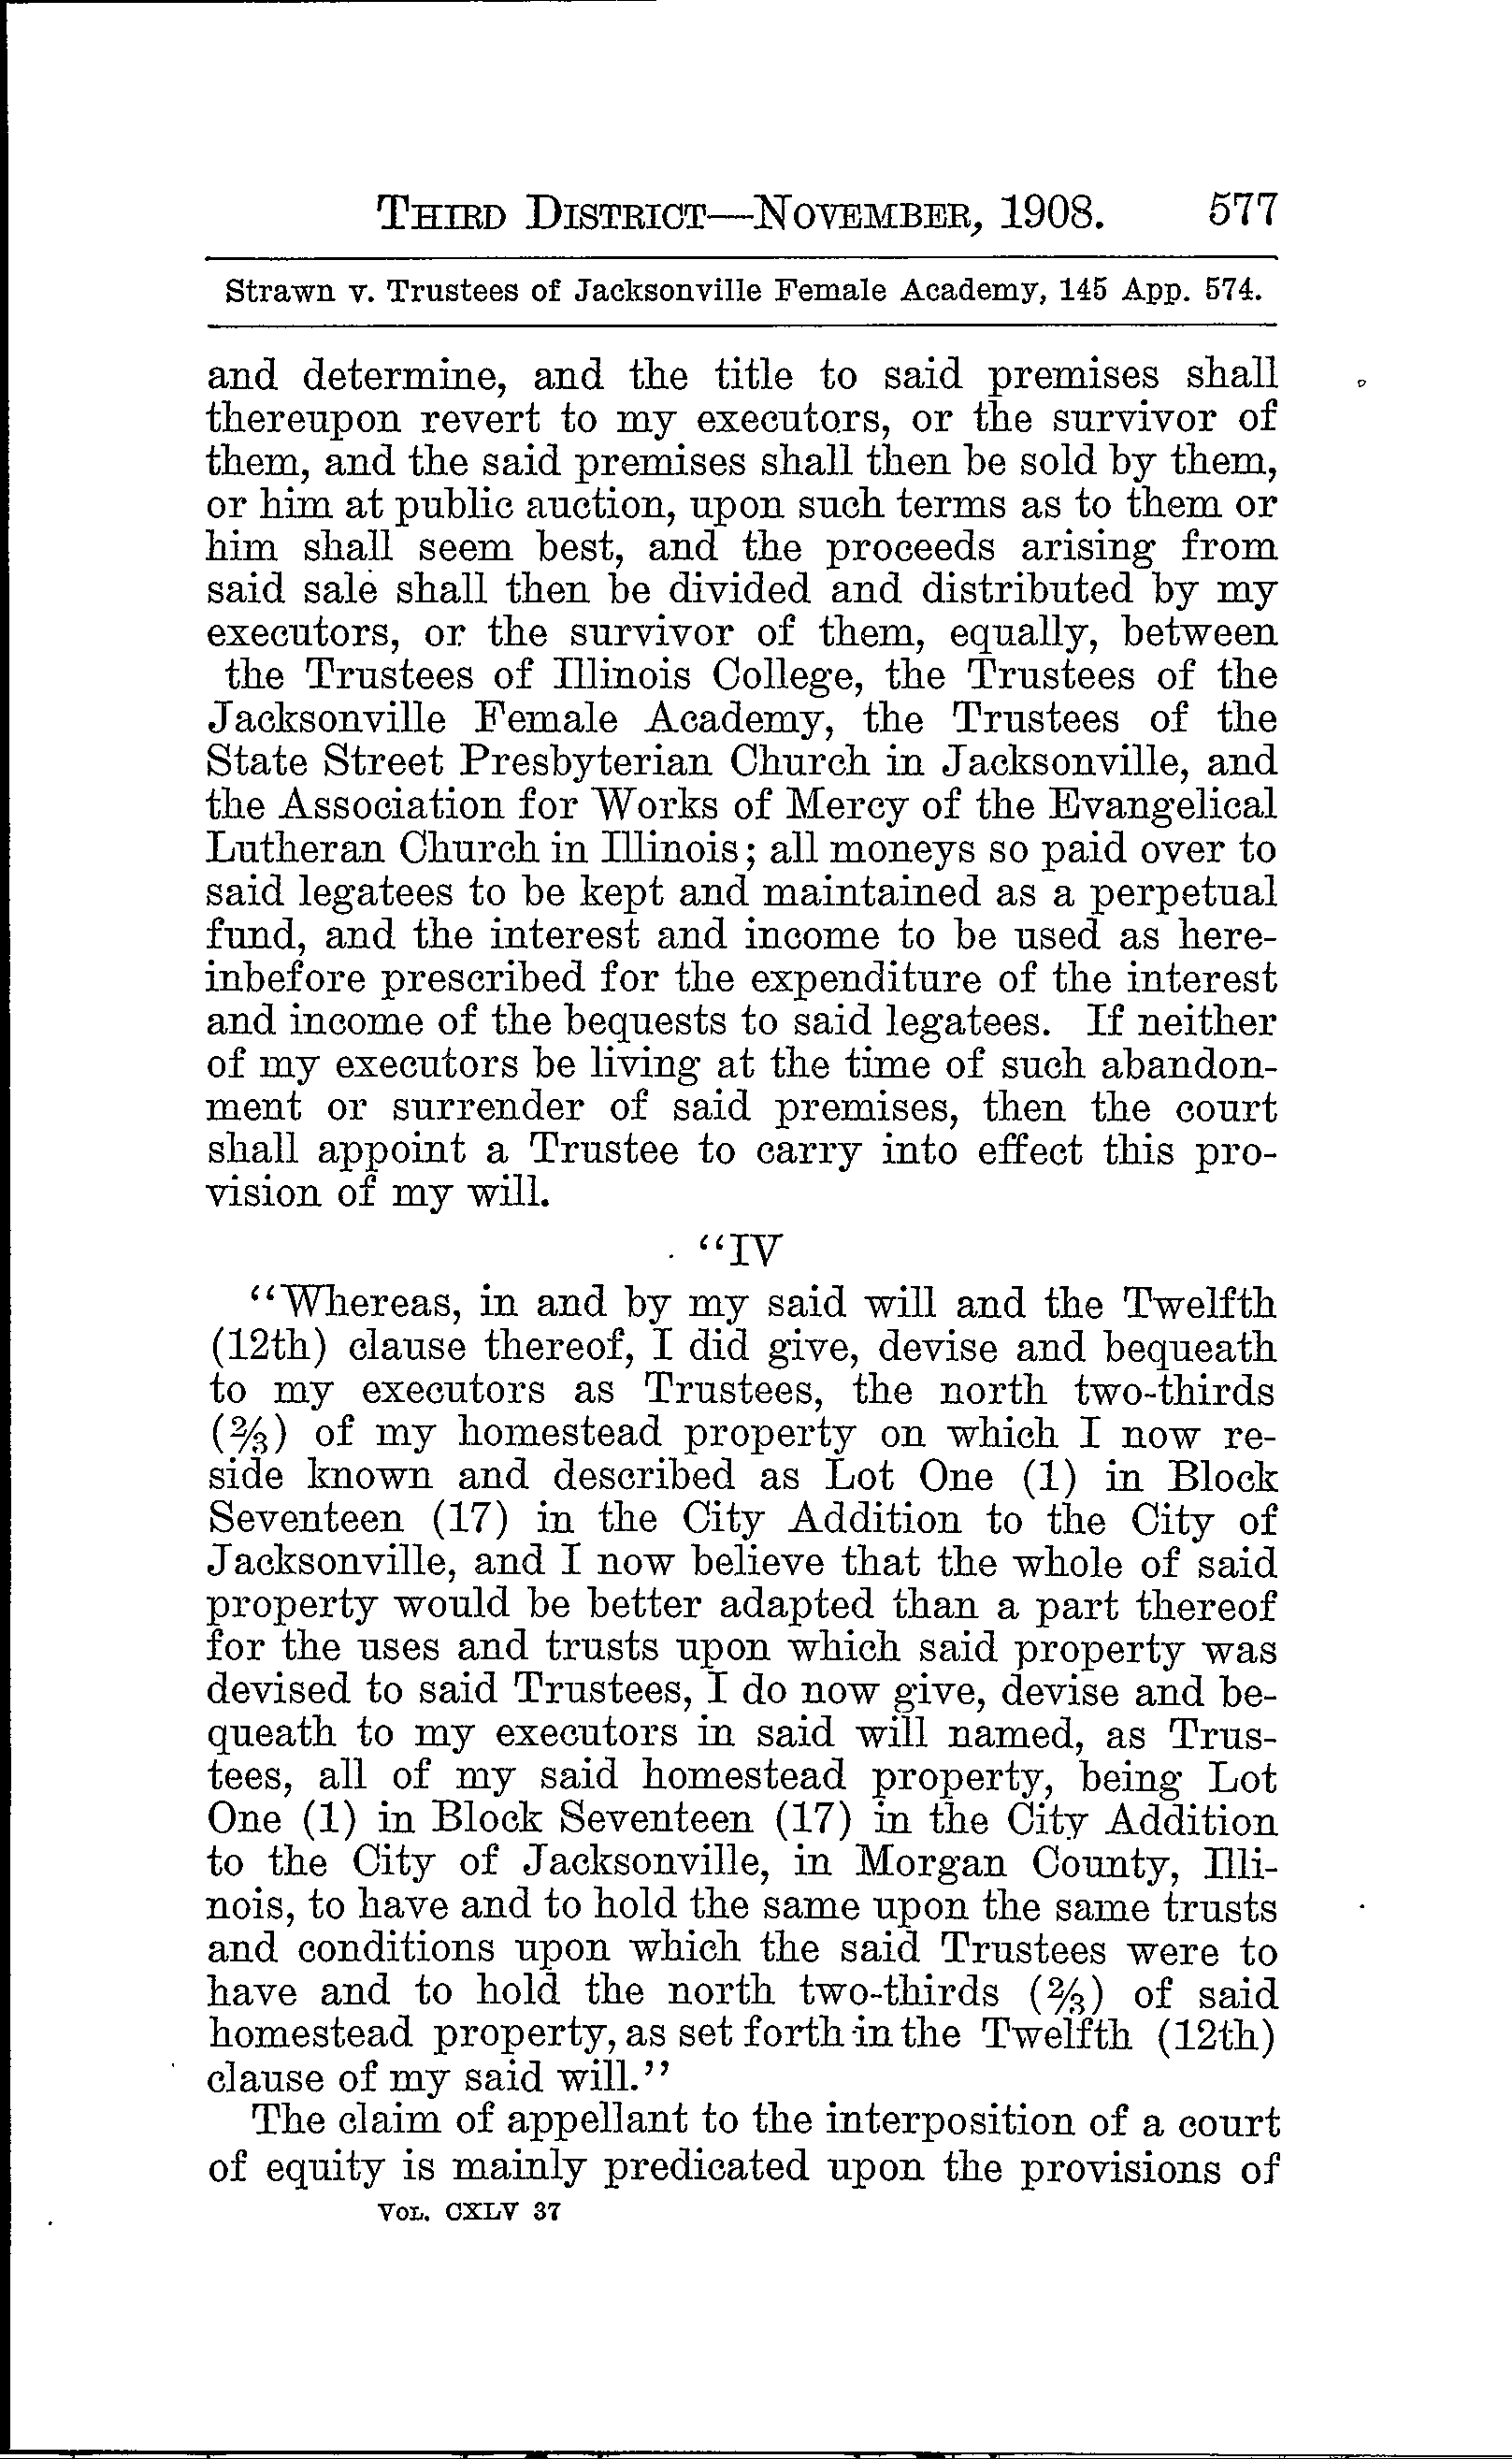 THIRD DISTRICT—NOVEMBER, 1908. 577
Strawn v. Trustees of Jacksonville Female Academy, 145 App. 574.
and determine, and the title to said premises shall
thereupon revert to my executors, or the survivor of
them, and the said premises shall then be sold by them,
or him at public auction, upon such terms as to them or
him shall seem best, and the proceeds arising from
said sale shall then be divided and distributed by my
executors, or the survivor of them, equally, between
the Trustees of Illinois College, the Trustees of the
Jacksonville Female Academy, the Trustees of the
State Street Presbyterian Church in Jacksonville, and
the Association for Works of Mercy of the Evangelical
Lutheran Church in Illinois; all moneys so paid over to
said legatees to be kept and maintained as a perpetual
fund, and the interest and income to be used as here-
inbefore prescribed for the expenditure of the interest
and income of the bequests to said legatees. If neither
of my executors be living at the time of such abandon-
ment or surrender of said premises, then the court
shall appoint a Trustee to carry into effect this pro-
vision of my will.
"IV
"Whereas, in and by my said will and the Twelfth
(12th) clause thereof, I did give, devise and bequeath
to my executors as Trustees, the north two-thirds
(⅔) of my homestead property on which I now re-
side known and described as Lot One (1) in Block
Seventeen (17) in the City Addition to the City of
Jacksonville, and I now believe that the whole of said
property would be better adapted than a part thereof
for the uses and trusts upon which said property was
devised to said Trustees, I do now give, devise and be-
queath to my executors in said will named, as Trus-
tees, all of my said homestead property, being Lot
One (1) in Block Seventeen (17) in the City Addition
to the City of Jacksonville, in Morgan County, Illi-
nois, to have and to hold the same upon the same trusts
and conditions upon which the said Trustees were to
have and to hold the north two-thirds (⅔) of said
homestead property, as set forth in the Twelfth (12th)
clause of my said will."
The claim of appellant to the interposition of a court
of equity is mainly predicated upon the provisions of
VOL. CXLV 37